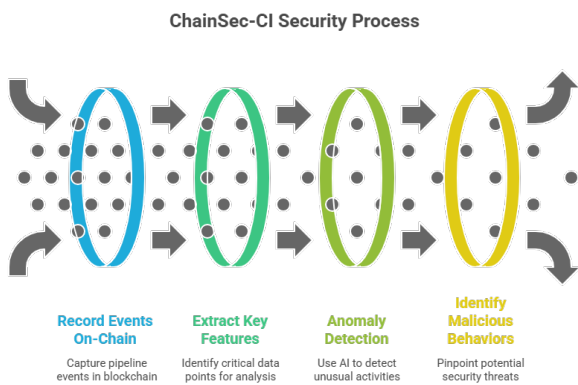 ChainSec-CI Security Process
Record Events
On-Chain
Capture pipeline
events in blockchain
Extract Key
Features
Identify critical data
points for analysis
Anomaly
Detection
Use AI to detect
unusual activities
Identify
Malicious
Behaviors
Pinpoint potential
security threats